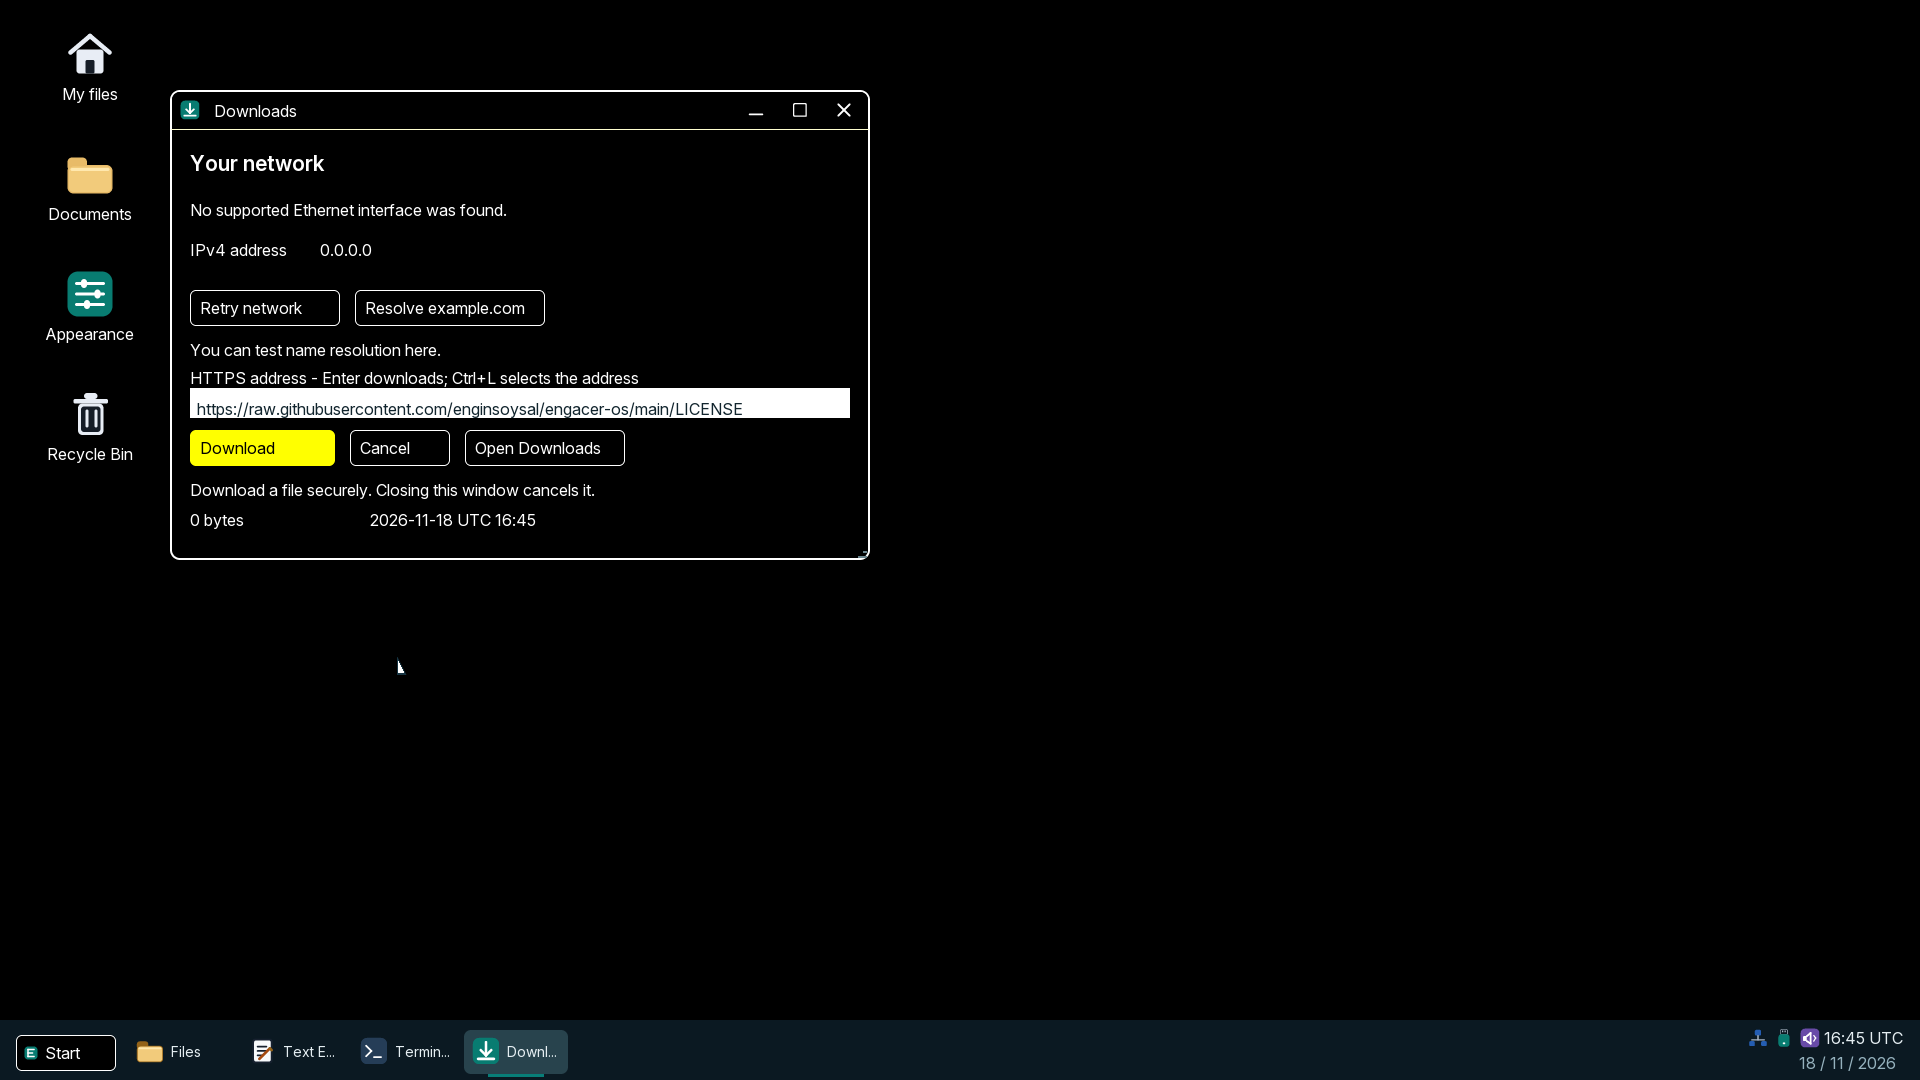 My files
Documents
Appearance
Recycle Bin
Downloads
Your network
No supported Ethernet interface was found.
IPv4 address 0.0.0.0
Retry network Resolve example.com
You can test name resolution here.
HTTPS address - Enter downloads; Ctrl+L selects the address
https://raw.githubusercontent.com/enginsoysal/engacer-os/main/LICENSE
Download Cancel Open Downloads
Download a file securely. Closing this window cancels it.
0 bytes 2026-11-18 UTC 16:45
E Start Files Text E... Termin... Downl... 16:45 UTC
18 / 11 / 2026